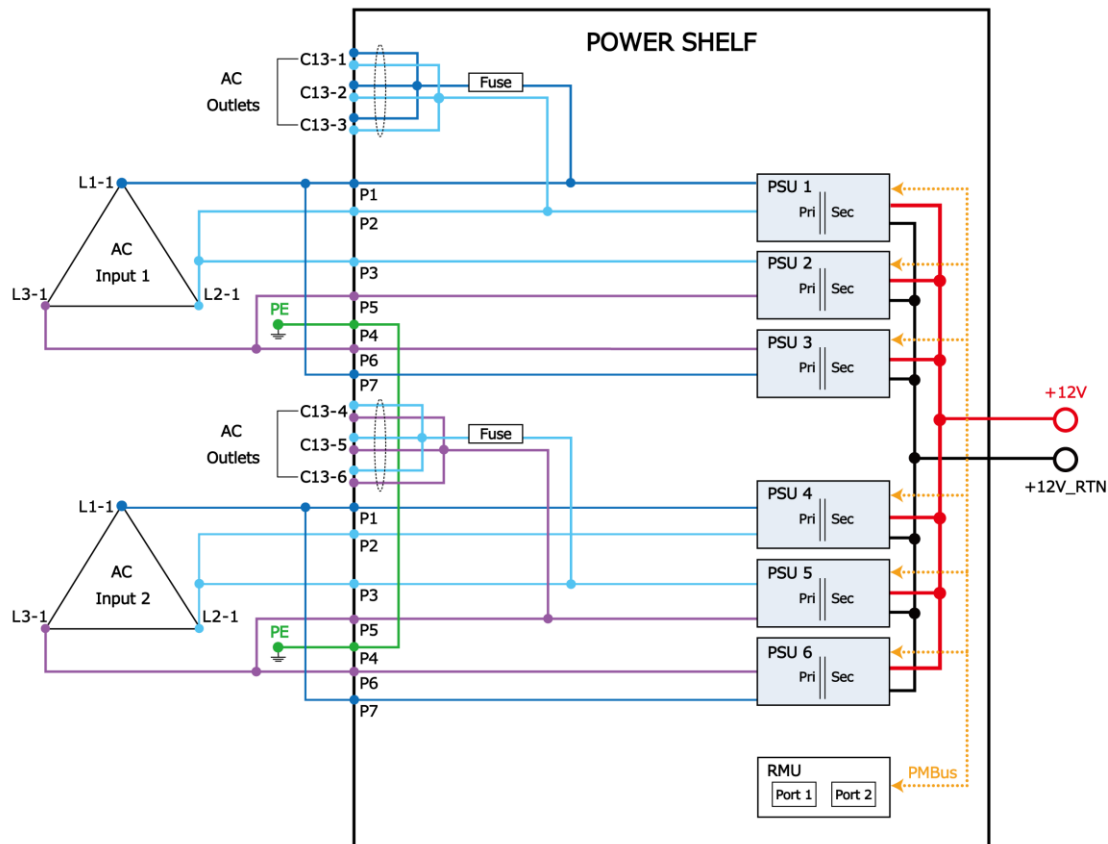 POWER SHELF
AC
Outlets
C13-1
C13-2
C13-3
Fuse
L1-1
AC
Input 1
L3-1
L2-1
P1
P2
P3
P5
PE
P4
P6
P7
PSU 1
Pri
Sec
PSU 2
Pri
Sec
PSU 3
Pri
Sec
AC
Outlets
C13-4
C13-5
C13-6
Fuse
+12V
+12V_RTN
L1-1
AC
Input 2
L3-1
L2-1
P1
P2
P3
P5
PE
P4
P6
P7
PSU 4
Pri
Sec
PSU 5
Pri
Sec
PSU 6
Pri
Sec
RMU
Port 1
Port 2
PMBus